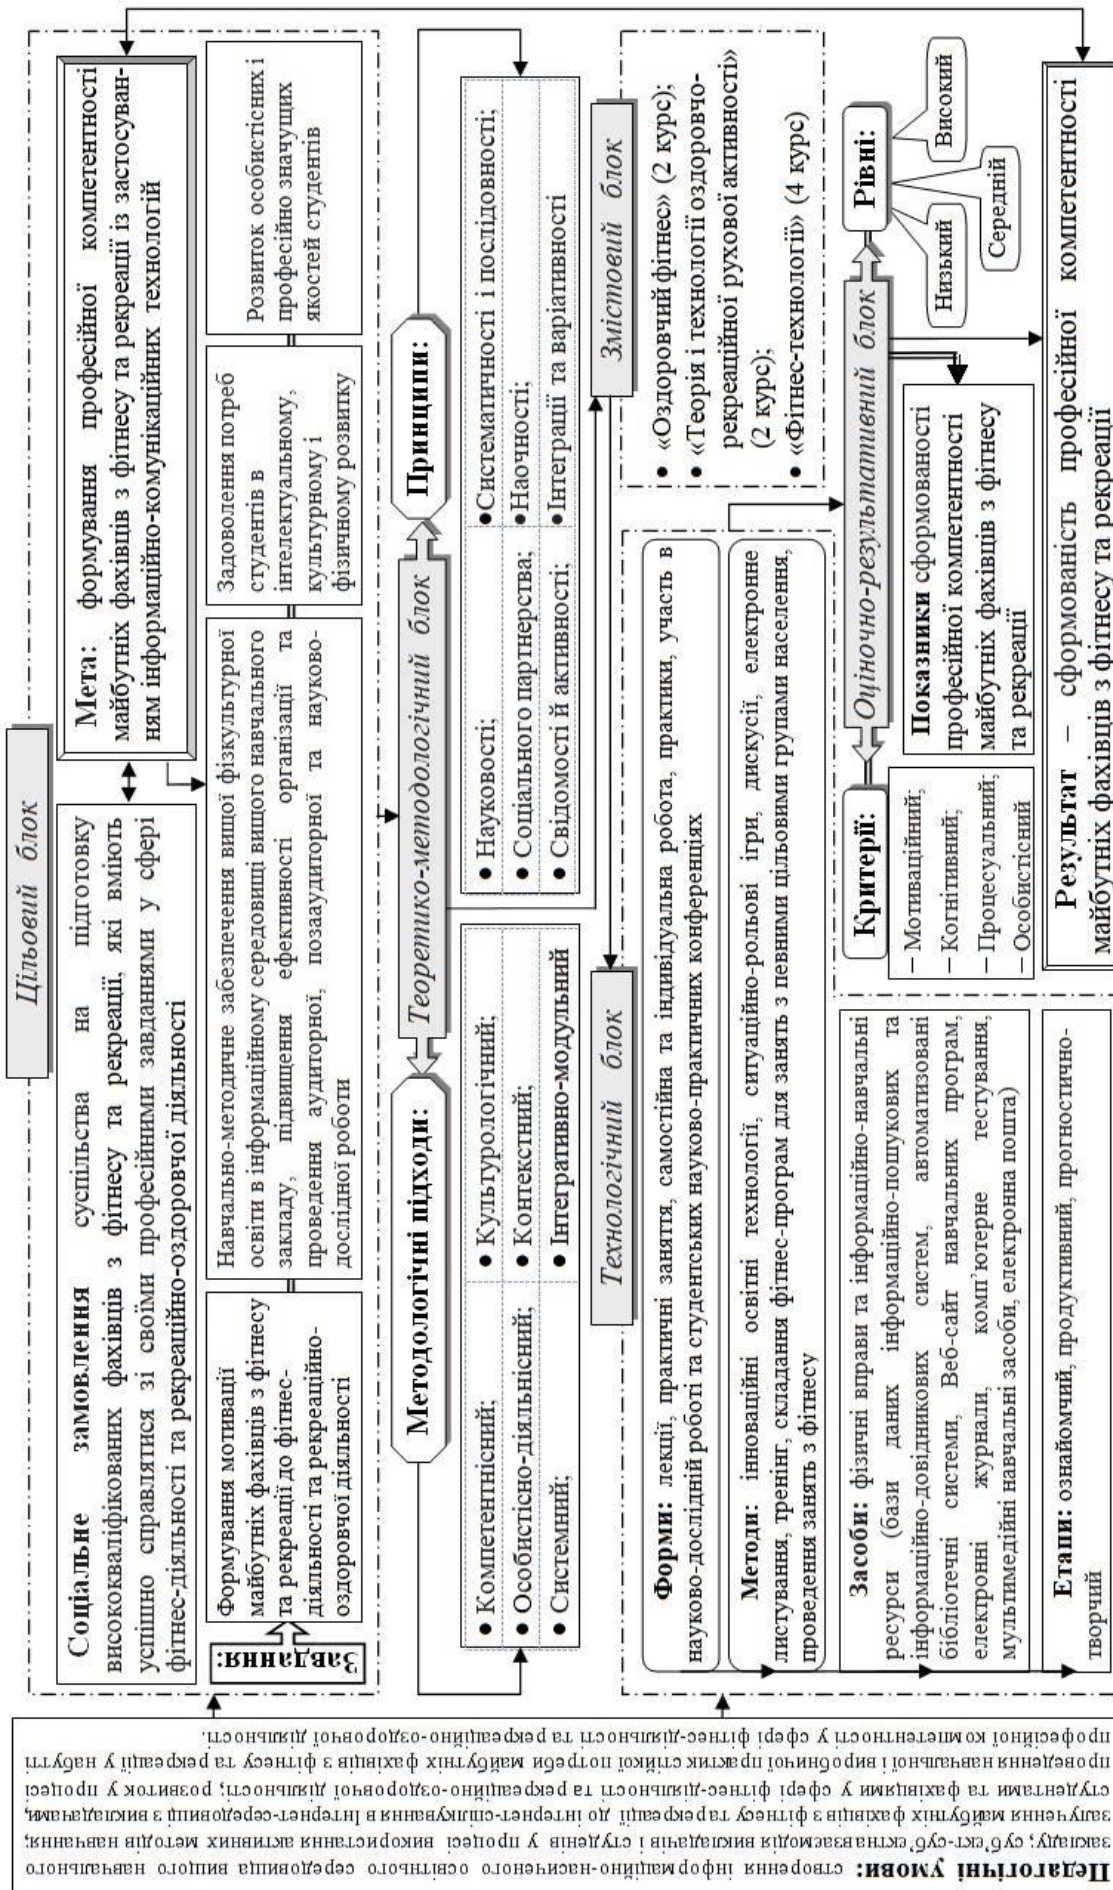 Педагогічні умови: створення інформаційно-насиченого освітнього середовища вищого навчального
закладу; суб’єкт-суб’єктна взаємодія викладачів і студенів у процесі використання активних методів навчання;
залучення майбутніх фахівців з фітнесу та рекреації до інтернет-спілкування в Інтернет-середовищі з викладачами,
студентами та фахівцями у сфері фітнес-діяльності та рекреаційно-оздоровчої діяльності; розвиток у процесі
проведення навчальної і виробничої практик стійкої потреби майбутніх фахівців з фітнесу та рекреації у набутті
професійної компетентності у сфері фітнес-діяльності та рекреаційно-оздоровчої діяльності.
Цільовий блок
Соціальне замовлення суспільства на підготовку
висококваліфікованих фахівців з фітнесу та рекреації, які вміють
успішно справлятися зі своїми професійними завданнями у сфері
фітнес-діяльності та рекреаційно-оздоровчої діяльності
Мета: формування професійної компетентності
майбутніх фахівців з фітнесу та рекреації із застосуван-
ням інформаційно-комунікаційних технологій
Завдання:
Формування мотивації
майбутніх фахівців з фітнесу
та рекреації до фітнес-
діяльності та рекреаційно-
оздоровчої діяльності
Навчально-методичне забезпечення вищої фізкультурної
освіти в інформаційному середовищі вищого навчального
закладу, підвищення ефективності організації та
проведення аудиторної, позааудиторної та науково-
дослідної роботи
Задоволення потреб
студентів в
інтелектуальному,
культурному і
фізичному розвитку
Розвиток особистісних і
професійно значущих
якостей студентів
Методологічні підходи:
Теоретико-методологічний блок
Принципи:
● Компетентнісний;
● Особистісно-діяльнісний;
● Системний;
● Культурологічний;
● Контекстний;
● Інтегративно-модульний
● Науковості;
● Соціального партнерства;
● Свідомості й активності;
●Систематичності і послідовності;
●Наочності;
●Інтеграції та варіативності
Технологічний блок
Змістовий блок
Форми: лекції, практичні заняття, самостійна та індивідуальна робота, практики, участь в
науково-дослідній роботі та студентських науково-практичних конференціях
Методи: інноваційні освітні технології, ситуаційно-рольові ігри, дискусії, електронне
листування, тренінг, складання фітнес-програм для занять з певними цільовими групами населення,
проведення занять з фітнесу
Засоби: фізичні вправи та інформаційно-навчальні
ресурси (бази даних інформаційно-пошукових та
інформаційно-довідникових систем, автоматизовані
бібліотечні системи, Веб-сайт навчальних програм,
електронні журнали, комп’ютерне тестування,
мультимедійні навчальні засоби, електронна пошта)
Етапи: ознайомчий, продуктивний, прогностично-
творчий
● «Оздоровчий фітнес» (2 курс);
● «Теорія і технології оздоровчо-
рекреаційної рухової активності»
(2 курс);
● «Фітнес-технології» (4 курс)
Критерії:
Оціночно-результативний блок
Рівні:
– Мотиваційний;
– Когнітивний;
– Процесуальний;
– Особистісний
Показники сформованості
професійної компетентності
майбутніх фахівців з фітнесу
та рекреації
Низький
Середній
Високий
Результат – сформованість професійної компетентності
майбутніх фахівців з фітнесу та рекреації